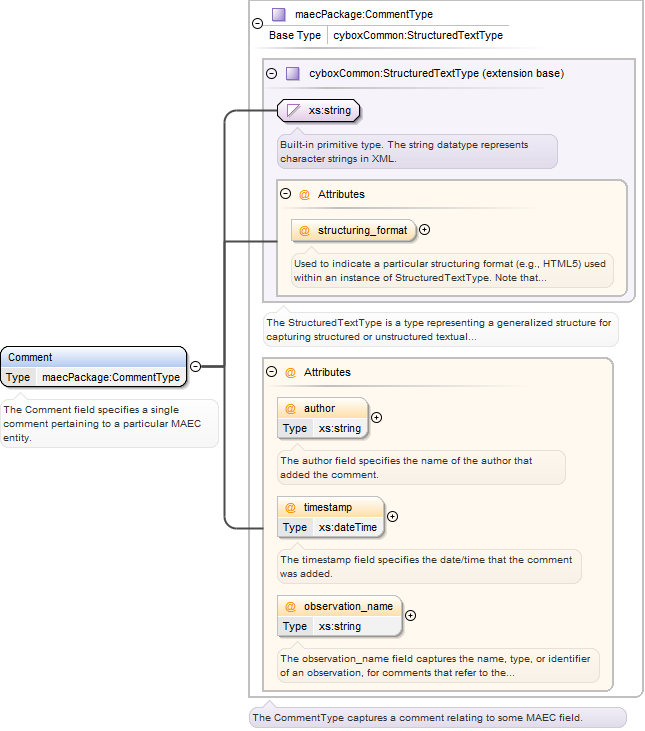 maecPackage:CommentType
Base Type cyboxCommon:StructuredTextType
cyboxCommon:StructuredTextType (extension base)
xs:string
Built-in primitive type. The string datatype represents
character strings in XML.
@ Attributes
@ structuring_format
Used to indicate a particular structuring format (e.g., HTML5) used
within an instance of StructuredTextType. Note that...
The StructuredTextType is a type representing a generalized structure for
capturing structured or unstructured textual...
Comment
Type maecPackage:CommentType
The Comment field specifies a single
comment pertaining to a particular MAEC
entity.
@ Attributes
@ author
Type xs:string
The author field specifies the name of the author that
added the comment.
@ timestamp
Type xs:dateTime
The timestamp field specifies the date/time that the comment
was added.
@ observation_name
Type xs:string
The observation_name field captures the name, type, or identifier
of an observation, for comments that refer to the...
The CommentType captures a comment relating to some MAEC field.